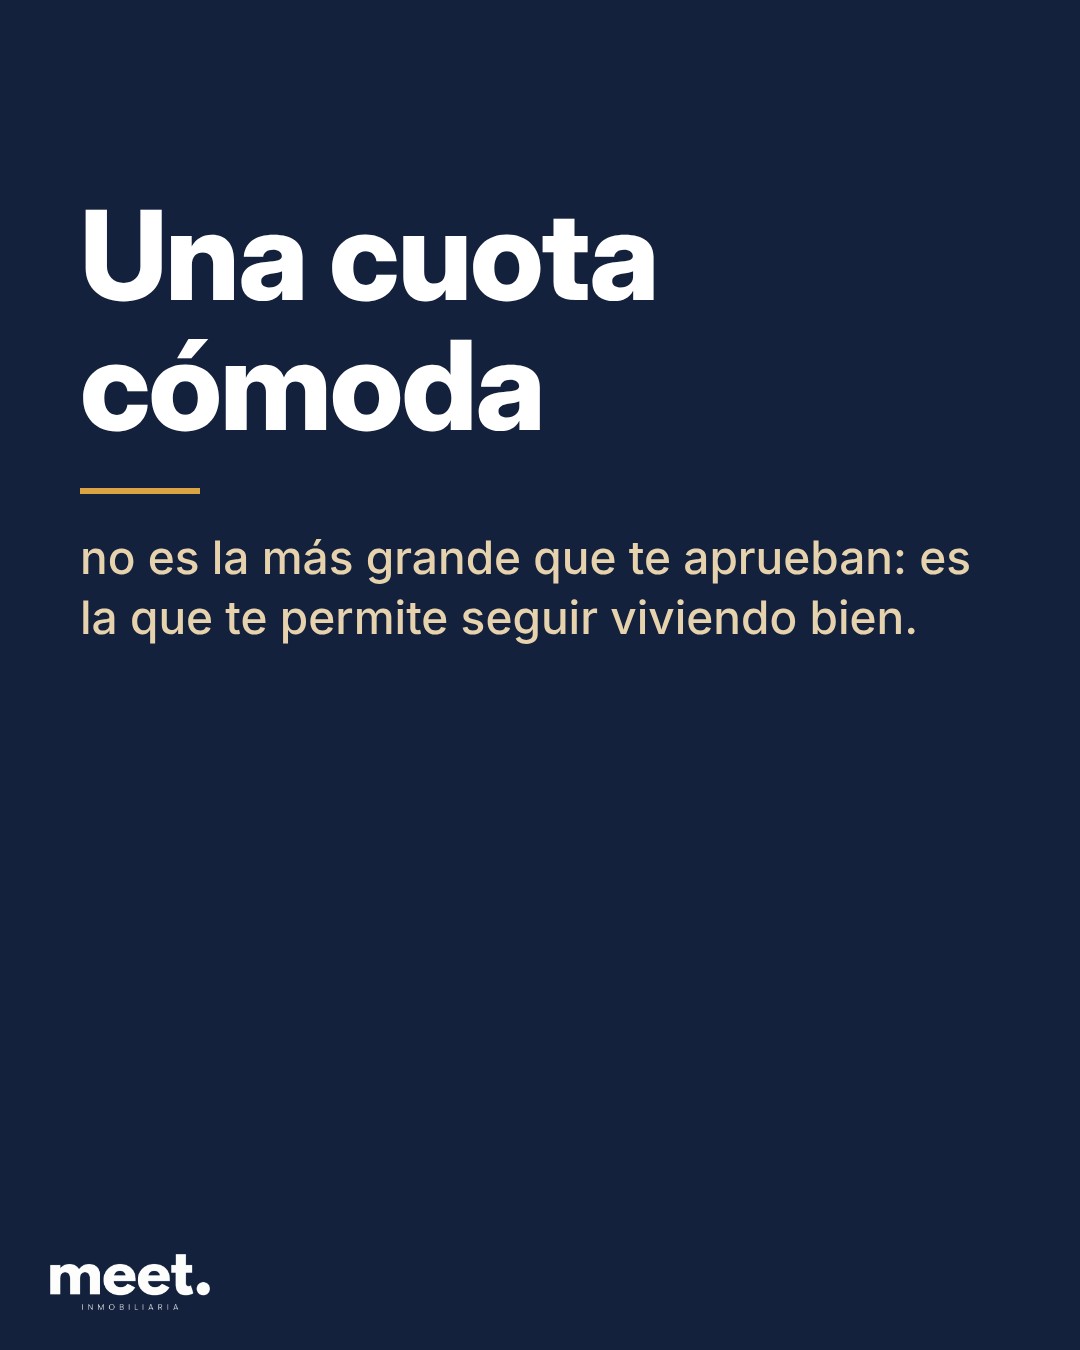 Una cuota
cómoda
no es la más grande que te aprueban: es
la que te permite seguir viviendo bien.
meet.
INMOBILIARIA